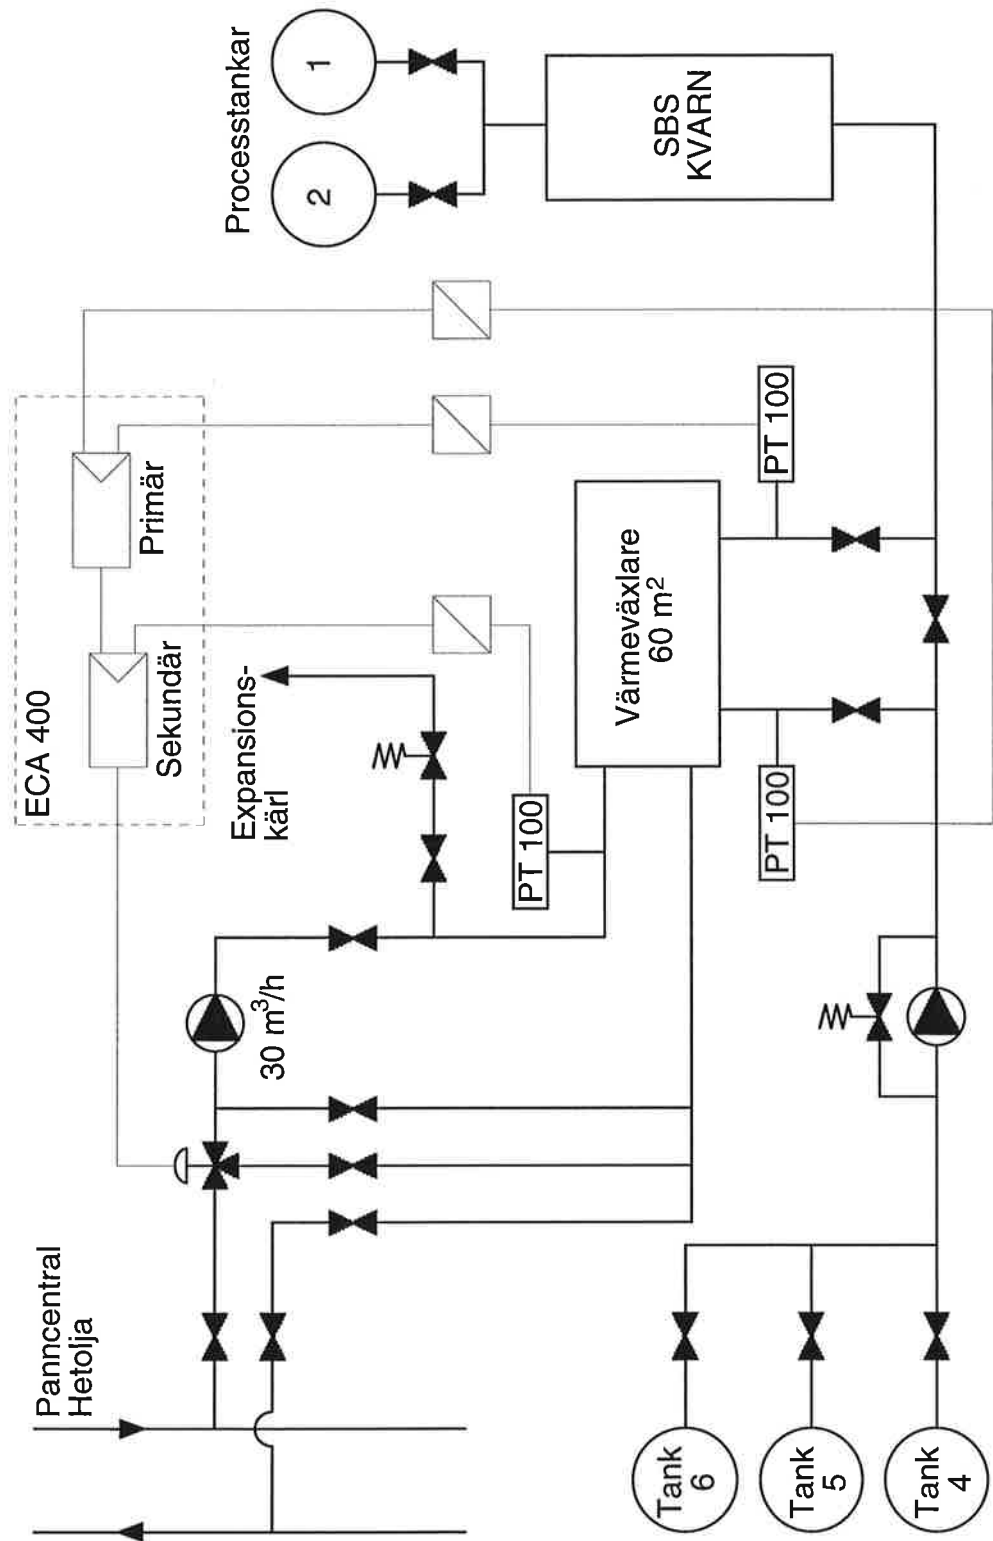 Panncentral
Hetolja
ECA 400
Sekundär
Primär
Processtankar
2
1
30 m³/h
Expansions-
kärl
PT 100
Värmeväxlare
60 m²
SBS
KVARN
PT 100
PT 100
Tank
6
Tank
5
Tank
4